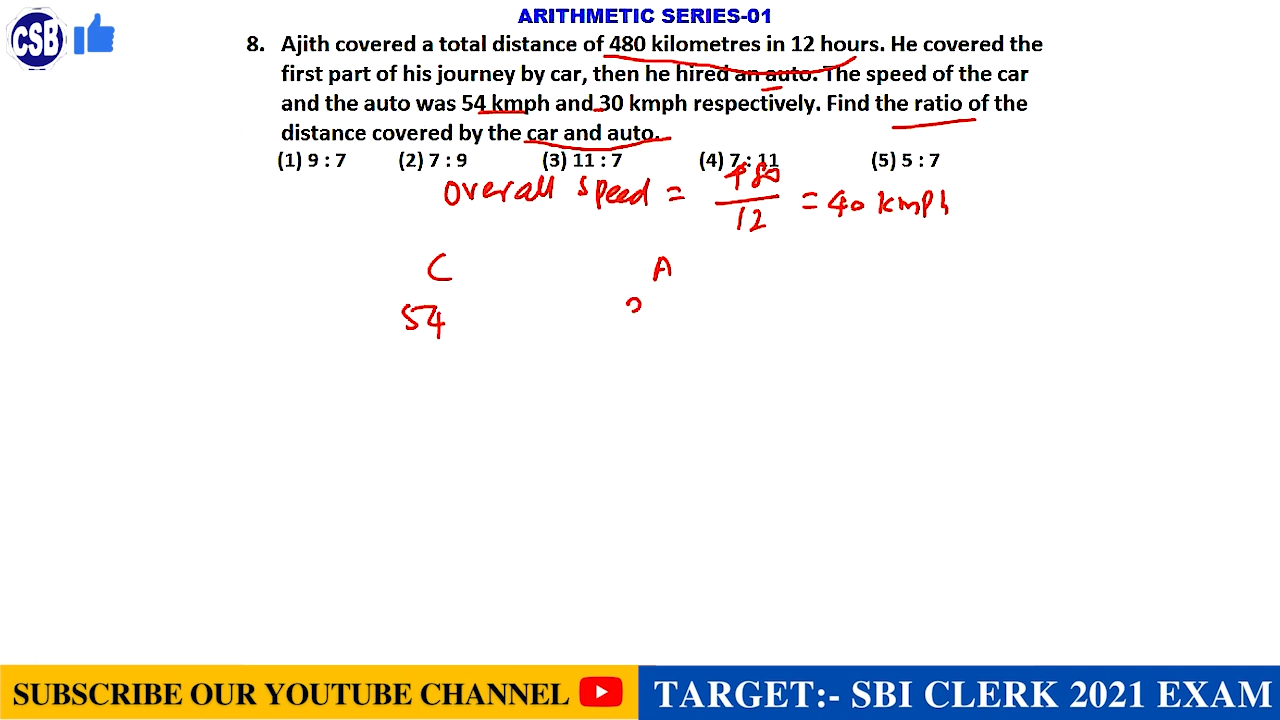 CSB
ARITHMETIC SERIES-01
8. Ajith covered a total distance of 480 kilometres in 12 hours. He covered the
first part of his journey by car, then he hired an auto. The speed of the car
and the auto was 54 kmph and 30 kmph respectively. Find the ratio of the
distance covered by the car and auto.
(1) 9 : 7 (2) 7 : 9 (3) 11 : 7 (4) 7 : 11 (5) 5 : 7
Overall speed = 480/12 = 40 kmph
C A
54
SUBSCRIBE OUR YOUTUBE CHANNEL TARGET:- SBI CLERK 2021 EXAM